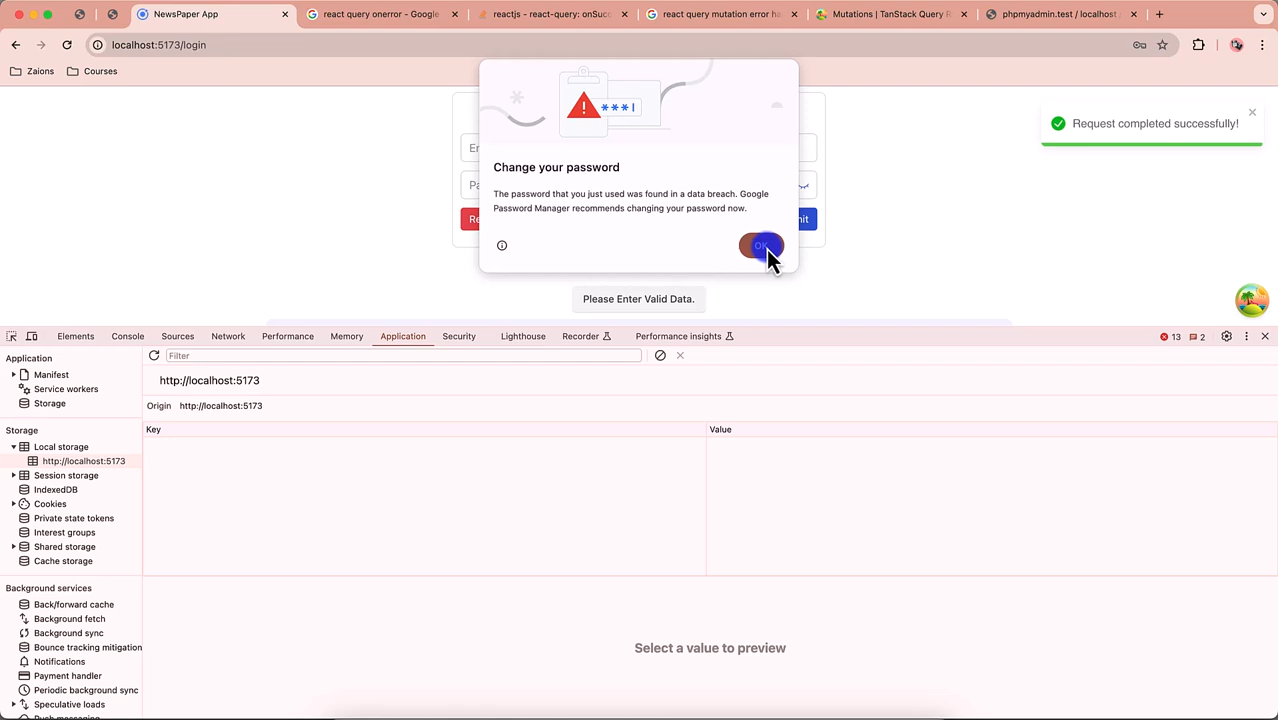 NewsPaper App
react query onerror - Google
reactjs - react-query: onSucc
react query mutation error ha
Mutations | TanStack Query R
phpmyadmin.test / localhost
localhost:5173/login
Zaions
Courses
Request completed successfully!
***
Change your password
The password that you just used was found in a data breach. Google
Password Manager recommends changing your password now.
OK
Please Enter Valid Data.
Elements
Console
Sources
Network
Performance
Memory
Application
Security
Lighthouse
Recorder
Performance insights
13
2
Application
Filter
Manifest
Service workers
Storage
http://localhost:5173
Origin http://localhost:5173
Storage
Key
Value
Local storage
http://localhost:5173
Session storage
IndexedDB
Cookies
Private state tokens
Interest groups
Shared storage
Cache storage
Background services
Back/forward cache
Background fetch
Background sync
Bounce tracking mitigation
Notifications
Payment handler
Periodic background sync
Speculative loads
Push messaging
Select a value to preview